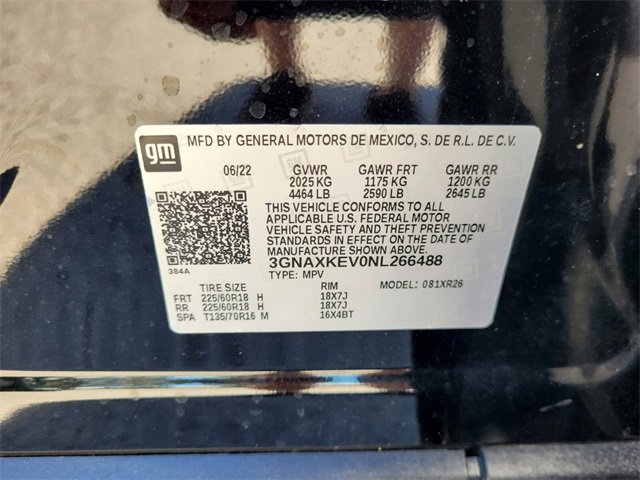 gm
MFD BY GENERAL MOTORS DE MEXICO, S. DE R.L. DE C.V.
06/22 GVWR GAWR FRT GAWR RR
2025 KG 1175 KG 1200 KG
4464 LB 2590 LB 2645 LB
THIS VEHICLE CONFORMS TO ALL
APPLICABLE U.S. FEDERAL MOTOR
VEHICLE SAFETY AND THEFT PREVENTION
STANDARDS IN EFFECT ON THE DATE OF
MANUFACTURE SHOWN ABOVE.
384A 3GNAXKEV0NL266488
TYPE: MPV MODEL: 081XR26
TIRE SIZE RIM
FRT 225/60R18 H 18X7J
RR 225/60R18 H 18X7J
SPA T135/70R16 M 16X4BT